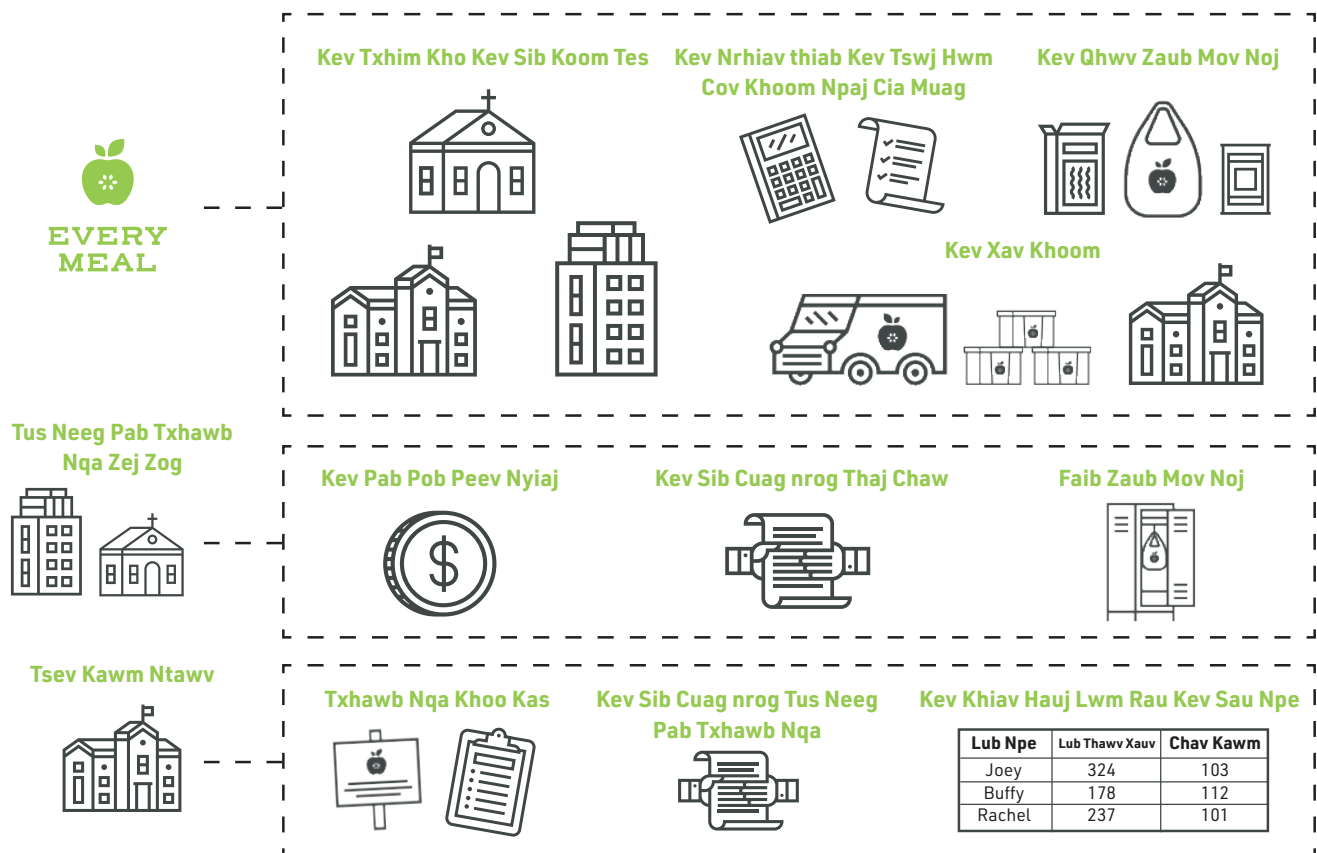 EVERY
MEAL
Kev Txhim Kho Kev Sib Koom Tes
Kev Nrhiav thiab Kev Tswj Hwm
Cov Khoom Npaj Cia Muag
Kev Qhwv Zaub Mov Noj
Kev Xav Khoom
Tus Neeg Pab Txhawb
Nqa Zej Zog
Kev Pab Pob Peev Nyiaj
$
Kev Sib Cuag nrog Thaj Chaw
Faib Zaub Mov Noj
Tsev Kawm Ntawv
Txhawb Nqa Khoo Kas
Kev Sib Cuag nrog Tus Neeg
Pab Txhawb Nqa
Kev Khiav Hauj Lwm Rau Kev Sau Npe
Lub Npe Lub Thawv Xauv Chav Kawm
Joey 324 103
Buffy 178 112
Rachel 237 101